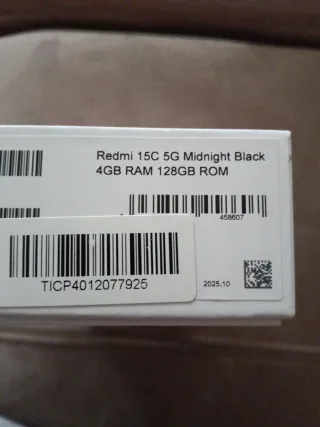 Redmi 15C 5G Midnight Black
4GB RAM 128GB ROM
458607
TICP4012077925
2025.10